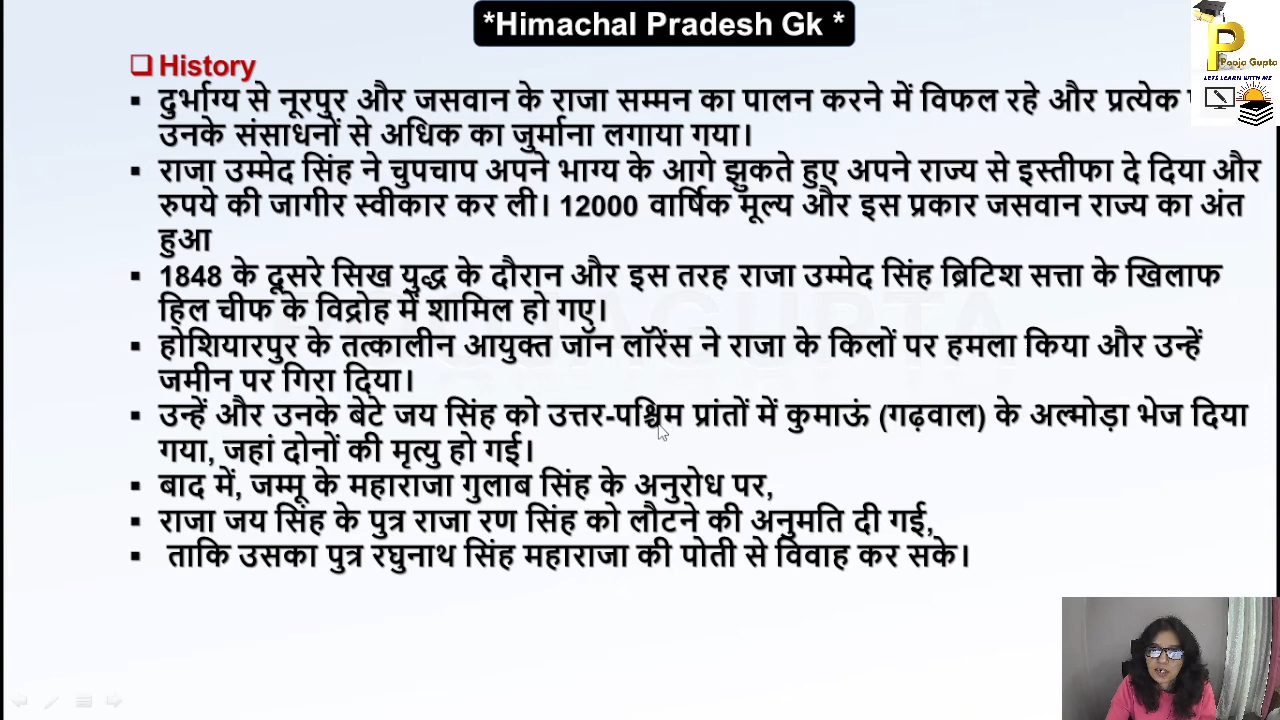 *Himachal Pradesh Gk *
Pooja Gupta
LETS LEARN WITH ME
❑ History
▪ दुर्भाग्य से नूरपुर और जसवान के राजा सम्मन का पालन करने में विफल रहे और प्रत्येक
उनके संसाधनों से अधिक का जुर्माना लगाया गया।
▪ राजा उम्मेद सिंह ने चुपचाप अपने भाग्य के आगे झुकते हुए अपने राज्य से इस्तीफा दे दिया और
रुपये की जागीर स्वीकार कर ली। 12000 वार्षिक मूल्य और इस प्रकार जसवान राज्य का अंत
हुआ
▪ 1848 के दूसरे सिख युद्ध के दौरान और इस तरह राजा उम्मेद सिंह ब्रिटिश सत्ता के खिलाफ
हिल चीफ के विद्रोह में शामिल हो गए।
▪ होशियारपुर के तत्कालीन आयुक्त जॉन लॉरेंस ने राजा के किलों पर हमला किया और उन्हें
जमीन पर गिरा दिया।
▪ उन्हें और उनके बेटे जय सिंह को उत्तर-पश्चिम प्रांतों में कुमाऊं (गढ़वाल) के अल्मोड़ा भेज दिया
गया, जहां दोनों की मृत्यु हो गई।
▪ बाद में, जम्मू के महाराजा गुलाब सिंह के अनुरोध पर,
▪ राजा जय सिंह के पुत्र राजा रण सिंह को लौटने की अनुमति दी गई,
▪ ताकि उसका पुत्र रघुनाथ सिंह महाराजा की पोती से विवाह कर सके।